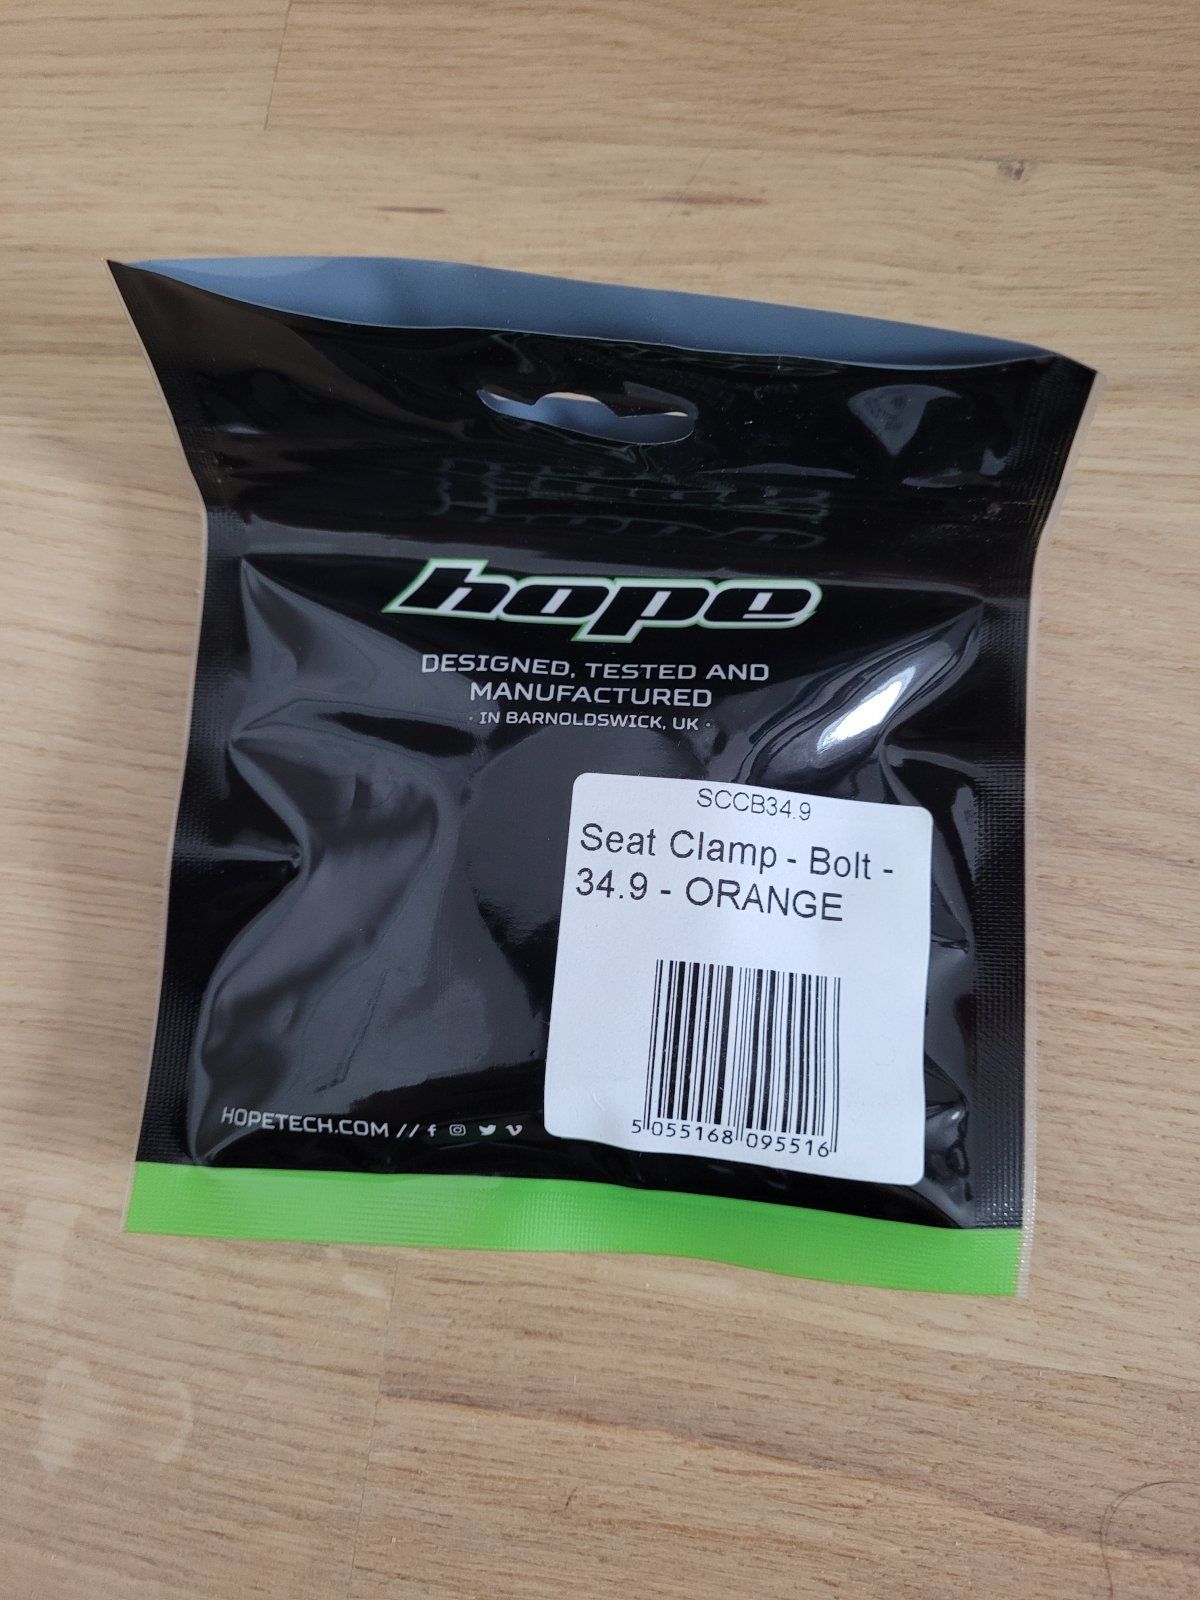 hope
DESIGNED, TESTED AND
MANUFACTURED
· IN BARNOLDSWICK, UK ·
SCCB34.9
Seat Clamp - Bolt -
34.9 - ORANGE
5 055168 095516
HOPETECH.COM //